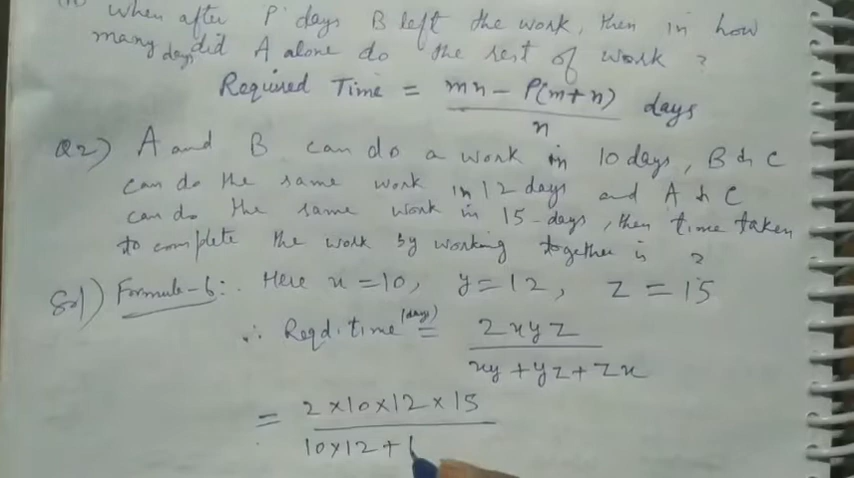 when after P days B left the work, then in how
many days did A alone do the rest of work ?
Required Time = mn - P(m+n) / n days
Q2) A and B can do a work in 10 days, B & C
can do the same work in 12 days and A & C
can do the same work in 15-days, then time taken
to complete the work by working together is ?
Sol) Formula-6:. Here x=10, y=12, z=15
∴ Reqd. time (days) = 2xyz / xy+yz+zx
= 2×10×12×15
10×12+1